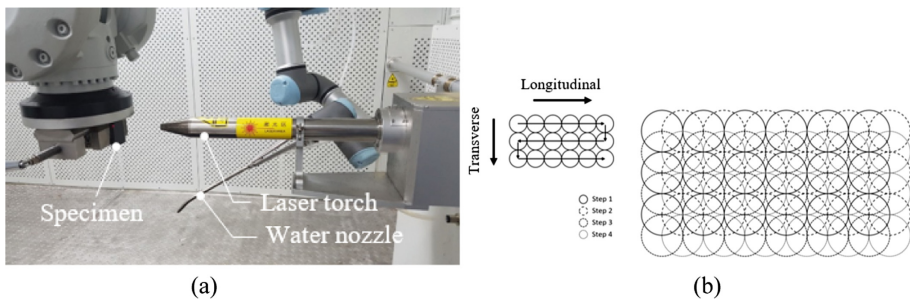 Specimen
Laser torch
Water nozzle
(a)
Longitudinal
Transverse
Step 1
Step 2
Step 3
Step 4
(b)